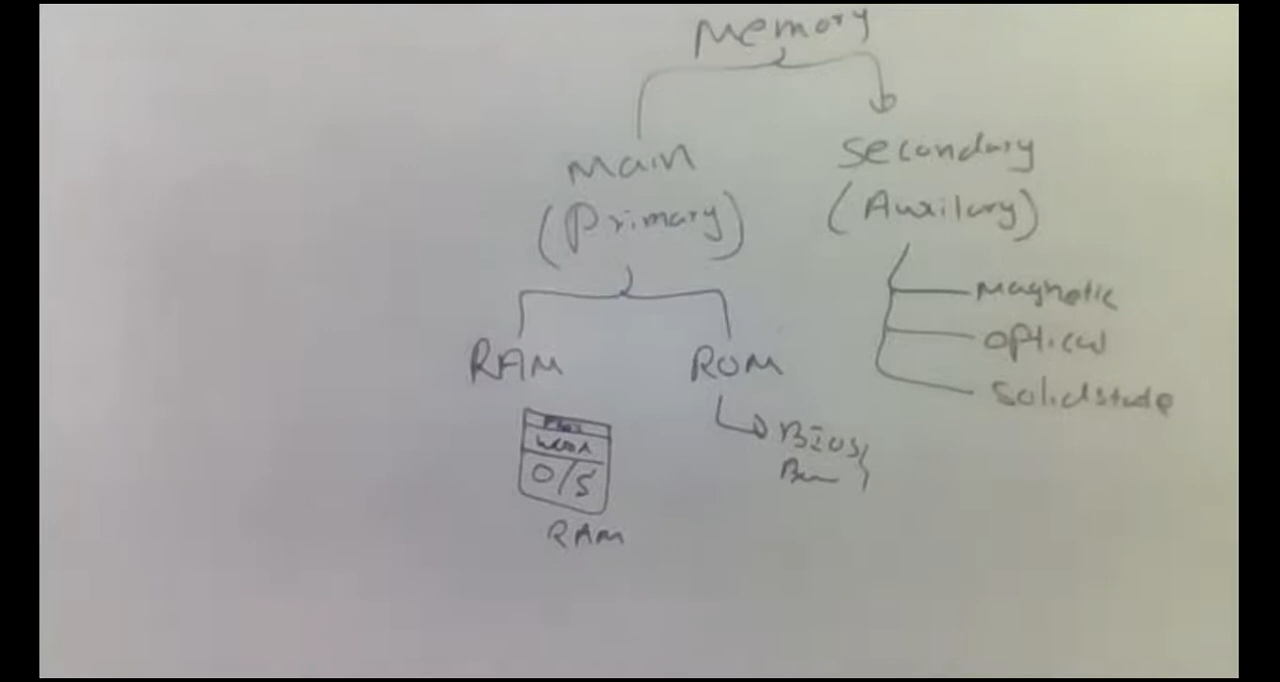 Memory
Main
(Primary)
Secondary
(Auxilary)
Magnetic
optical
Solidstate
RAM
ROM
BIOS
O/S
RAM